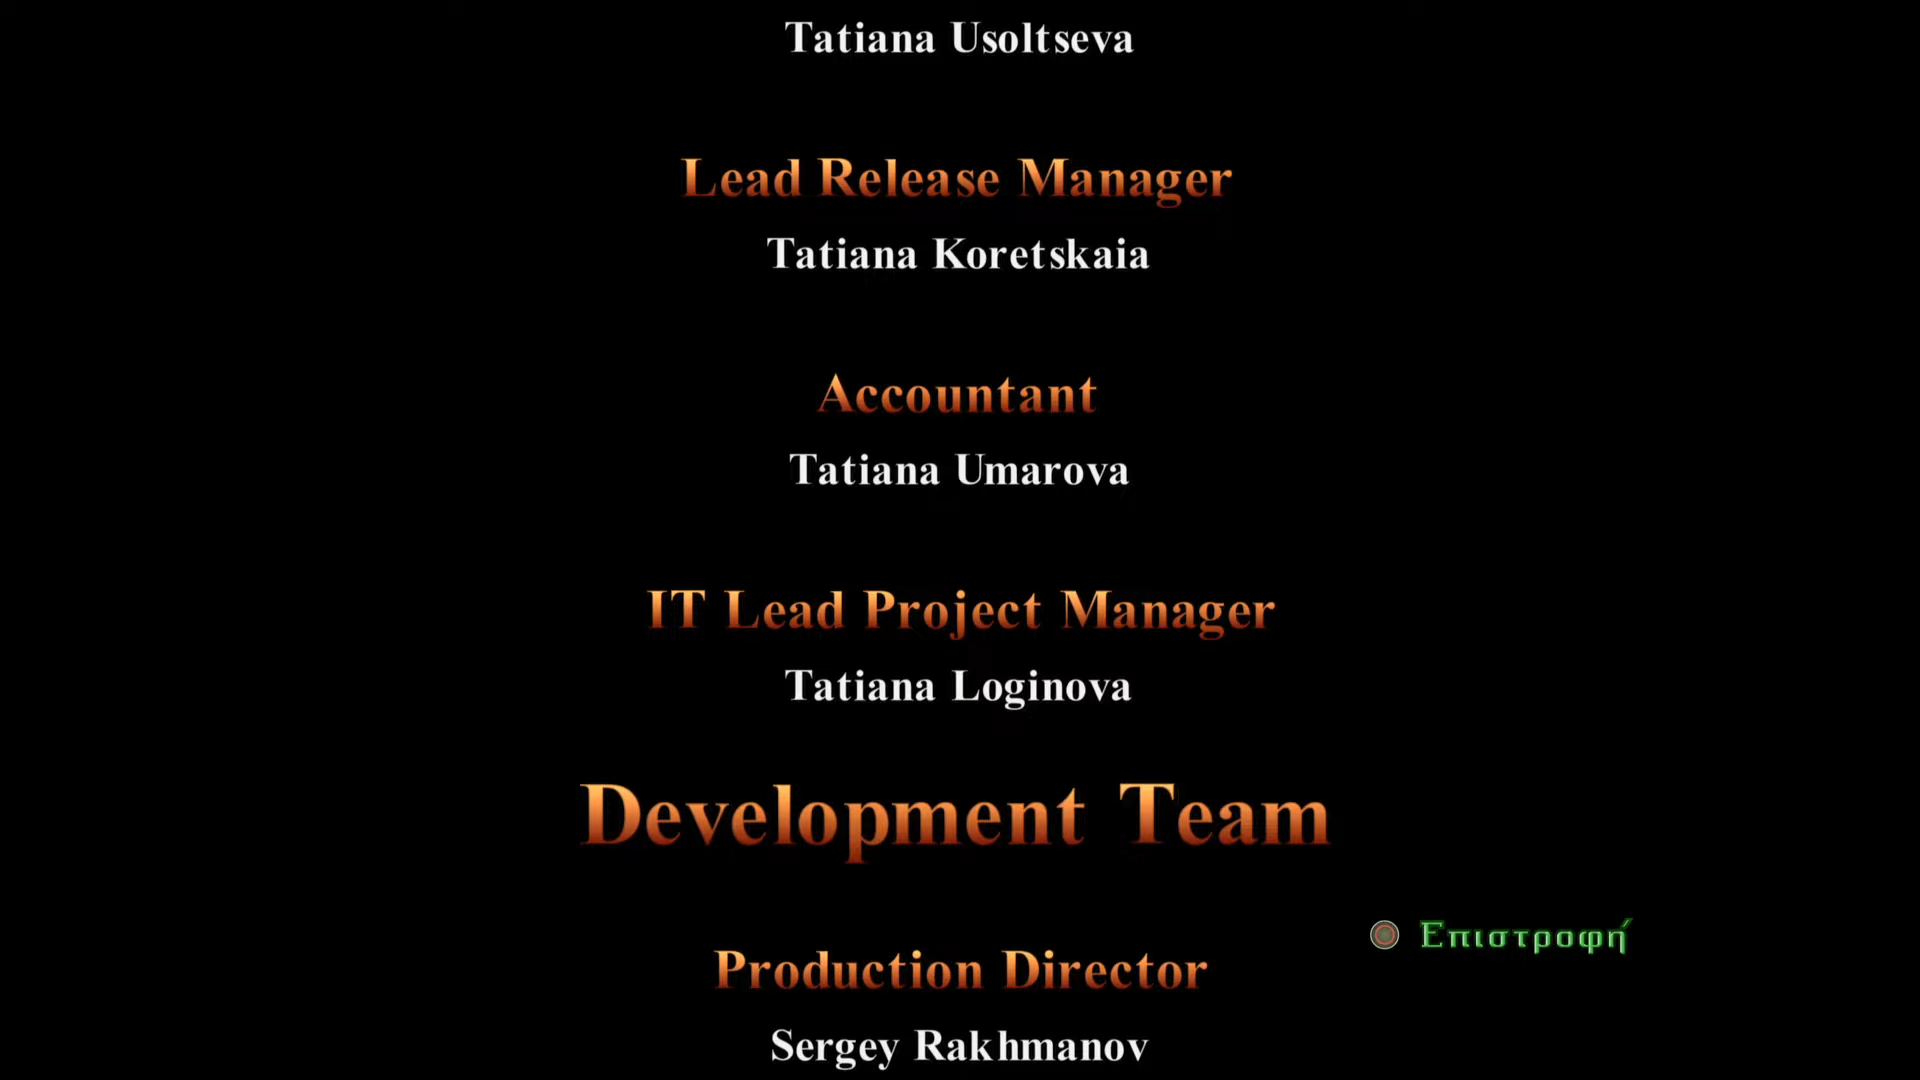 Tatiana Usoltseva
Lead Release Manager
Tatiana Koretskaia
Accountant
Tatiana Umarova
IT Lead Project Manager
Tatiana Loginova
Development Team
Επιστροφή
Production Director
Sergey Rakhmanov